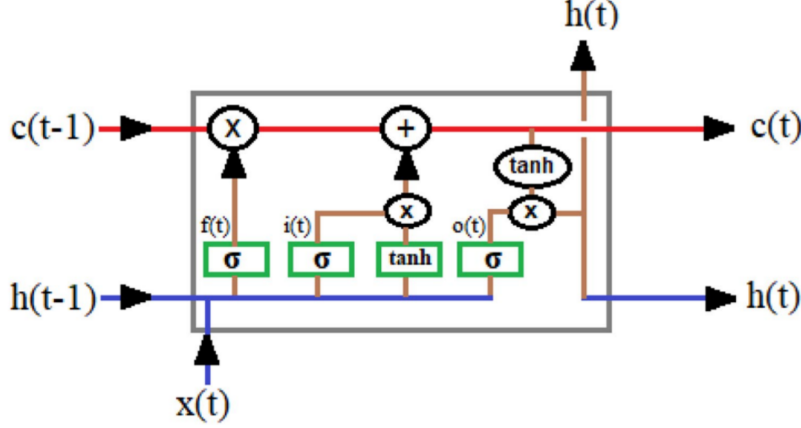 h(t)
c(t-1) x + c(t)
tanh
x x
f(t) i(t) o(t)
σ σ tanh σ
h(t-1) h(t)
x(t)